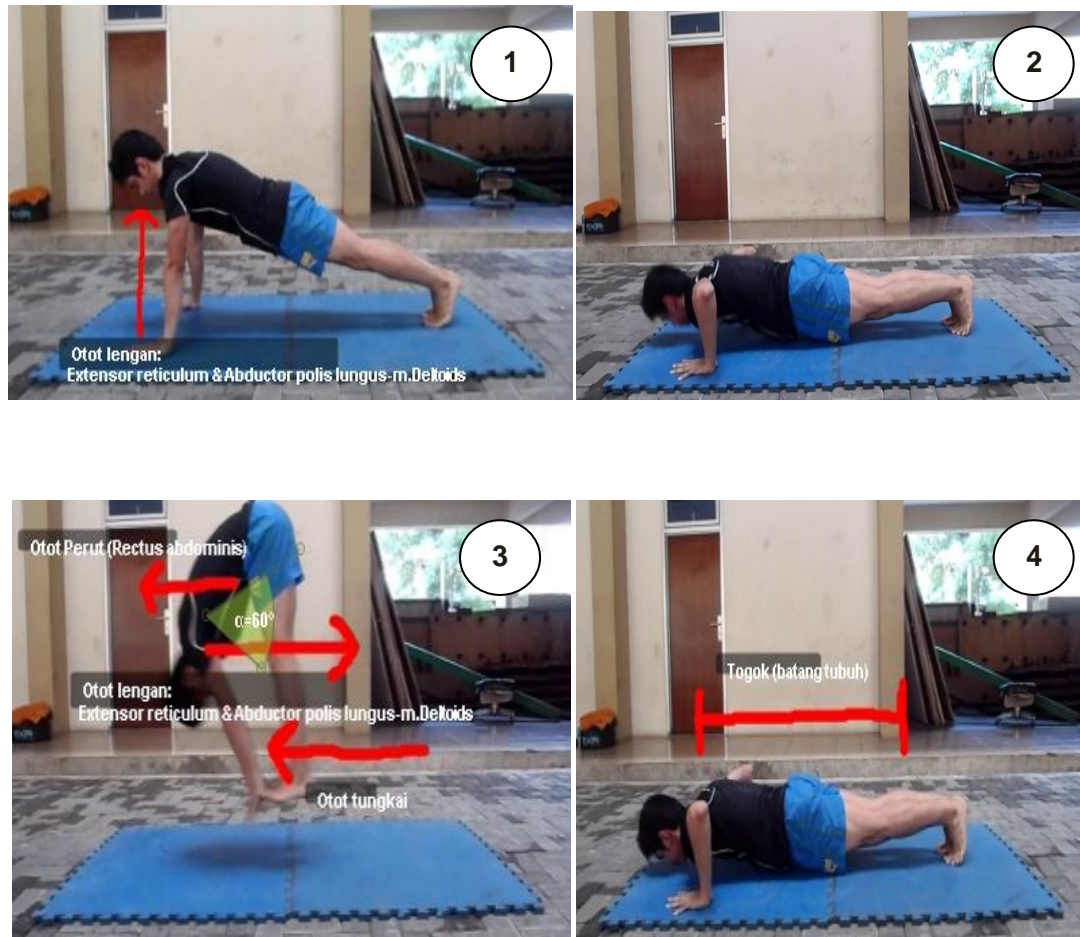 1
Otot lengan:
Extensor reticulum & Abductor polis lungus-m.Deltoids
2
3
Otot Perut (Rectus abdominis)
α=60°
Otot lengan:
Extensor reticulum & Abductor polis lungus-m.Deltoids
Otot tungkai
4
Togok (batang tubuh)